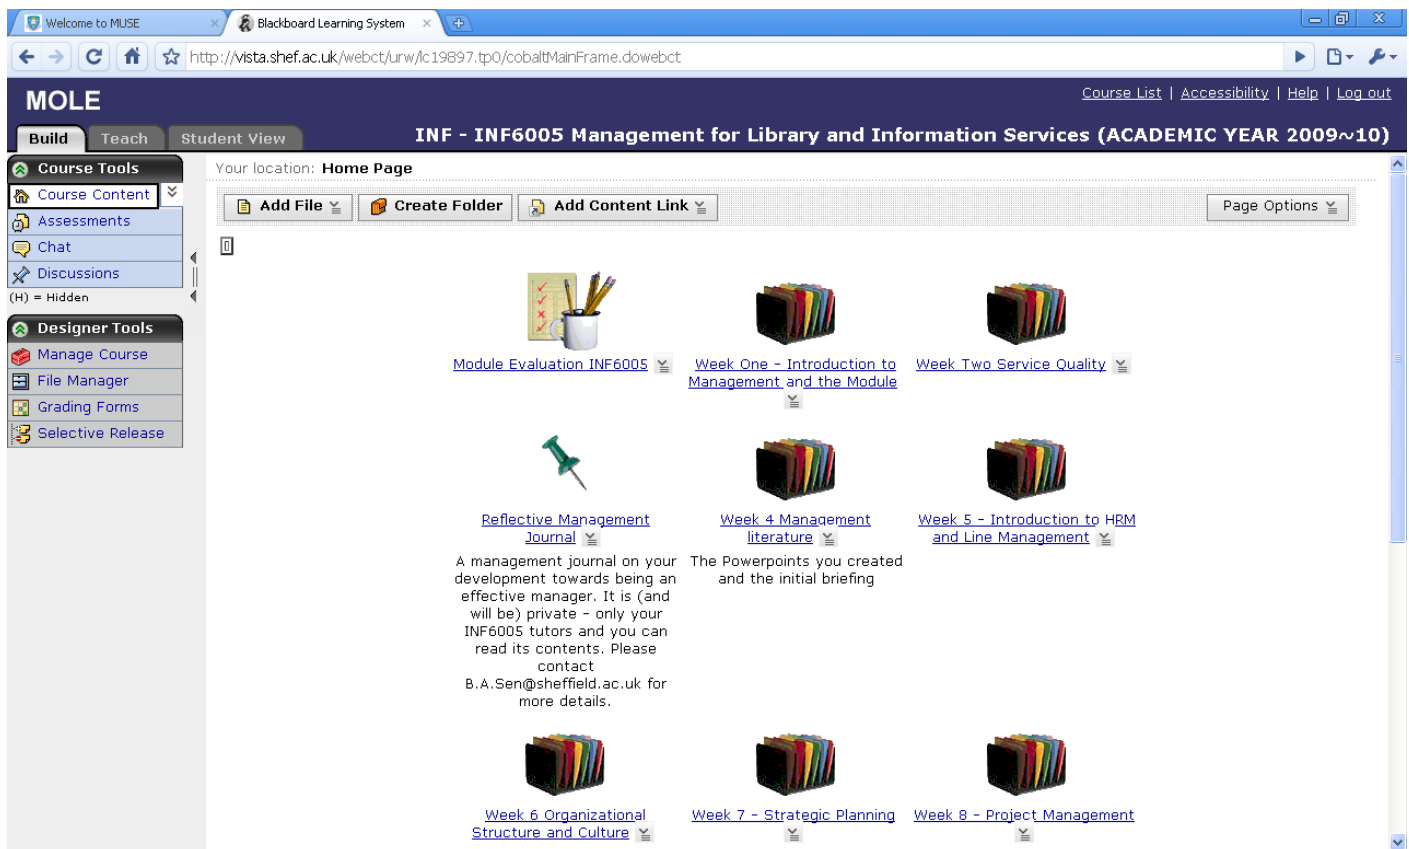 Welcome to MUSE
Blackboard Learning System
http://vista.shef.ac.uk/webct/urw/lc19897.tp0/cobaltMainFrame.dowebct
MOLE
Course List | Accessibility | Help | Log out
Build Teach Student View
INF - INF6005 Management for Library and Information Services (ACADEMIC YEAR 2009~10)
Course Tools
Course Content
Assessments
Chat
Discussions
(H) = Hidden
Designer Tools
Manage Course
File Manager
Grading Forms
Selective Release
Your location: Home Page
Add File Create Folder Add Content Link Page Options
Module Evaluation INF6005
Week One - Introduction to
Management and the Module
Week Two Service Quality
Reflective Management
Journal
A management journal on your
development towards being an
effective manager. It is (and
will be) private - only your
INF6005 tutors and you can
read its contents. Please
contact
B.A.Sen@sheffield.ac.uk for
more details.
Week 4 Management
literature
The Powerpoints you created
and the initial briefing
Week 5 - Introduction to HRM
and Line Management
Week 6 Organizational
Structure and Culture
Week 7 - Strategic Planning
Week 8 - Project Management